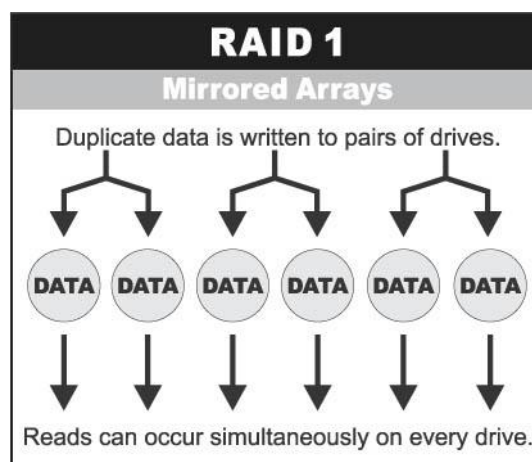 RAID 1
Mirrored Arrays
Duplicate data is written to pairs of drives.
DATA DATA DATA DATA DATA DATA
Reads can occur simultaneously on every drive.